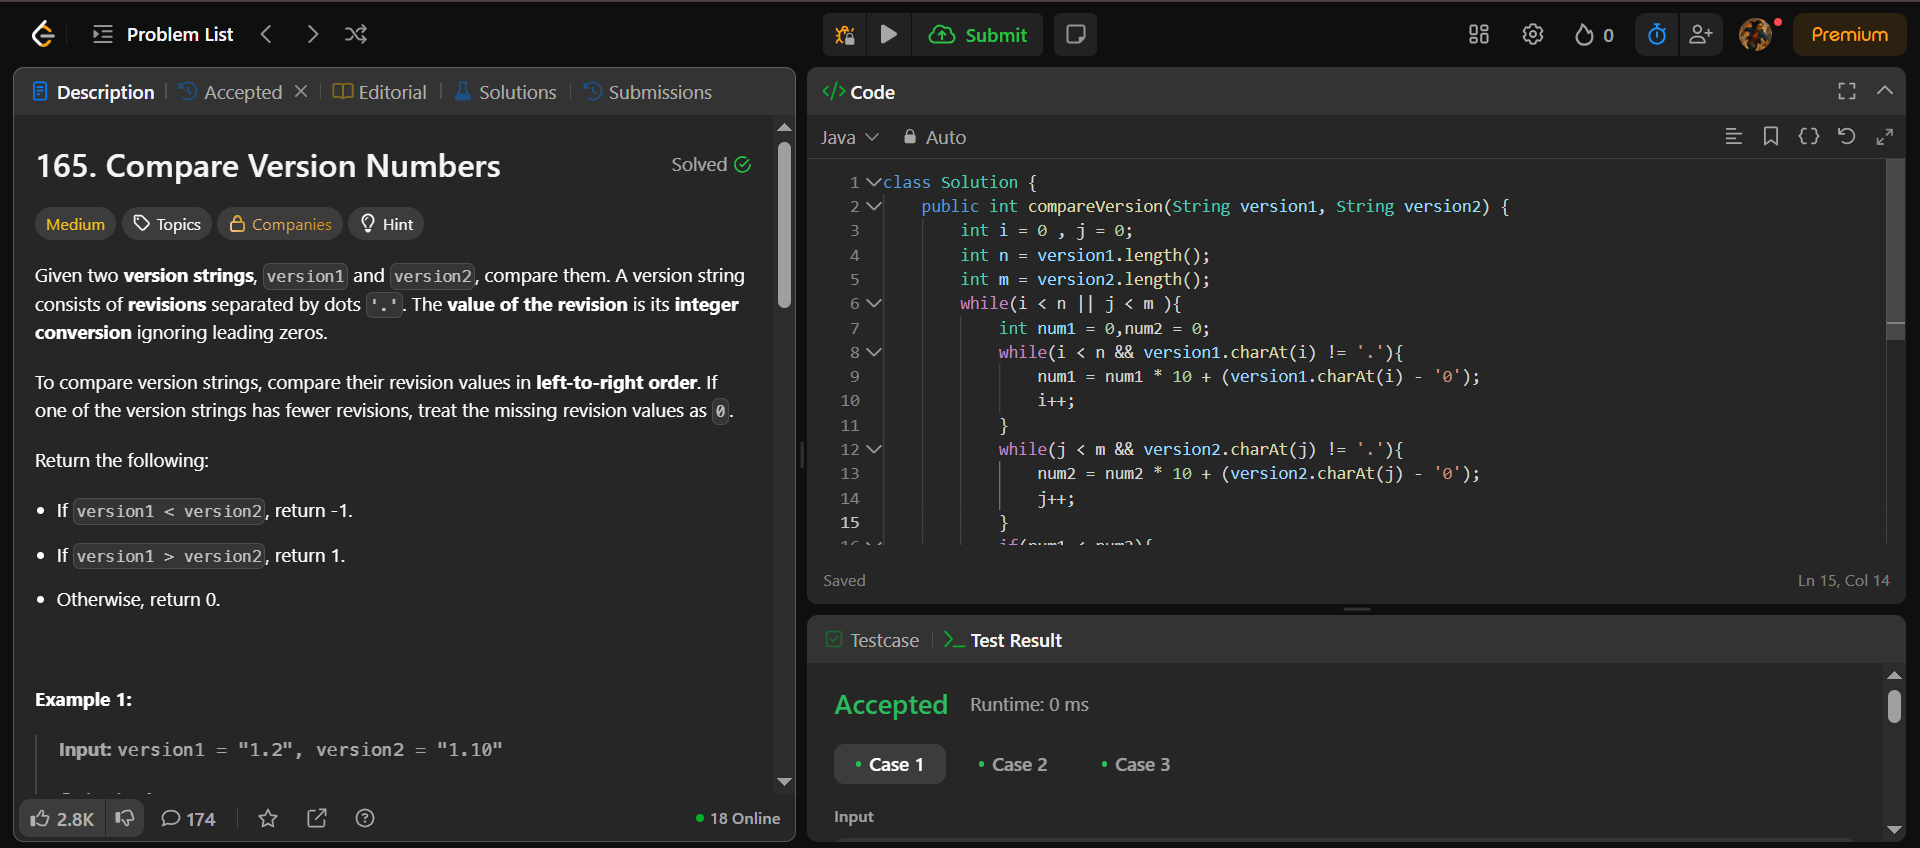 Problem List
Submit
0
Premium
Description
Accepted
Editorial
Solutions
Submissions
165. Compare Version Numbers
Solved
Medium
Topics
Companies
Hint
Given two version strings, version1 and version2, compare them. A version string
consists of revisions separated by dots '.'. The value of the revision is its integer
conversion ignoring leading zeros.
To compare version strings, compare their revision values in left-to-right order. If
one of the version strings has fewer revisions, treat the missing revision values as 0.
Return the following:
• If version1 < version2, return -1.
• If version1 > version2, return 1.
• Otherwise, return 0.
Example 1:
Input: version1 = "1.2", version2 = "1.10"
2.8K
174
18 Online
</> Code
Java
Auto
1 class Solution {
2 public int compareVersion(String version1, String version2) {
3 int i = 0 , j = 0;
4 int n = version1.length();
5 int m = version2.length();
6 while(i < n || j < m ){
7 int num1 = 0,num2 = 0;
8 while(i < n && version1.charAt(i) != '.'){
9 num1 = num1 * 10 + (version1.charAt(i) - '0');
10 i++;
11 }
12 while(j < m && version2.charAt(j) != '.'){
13 num2 = num2 * 10 + (version2.charAt(j) - '0');
14 j++;
15 }
16 if(num1 < num2){
Saved
Ln 15, Col 14
Testcase
Test Result
Accepted
Runtime: 0 ms
Case 1
Case 2
Case 3
Input